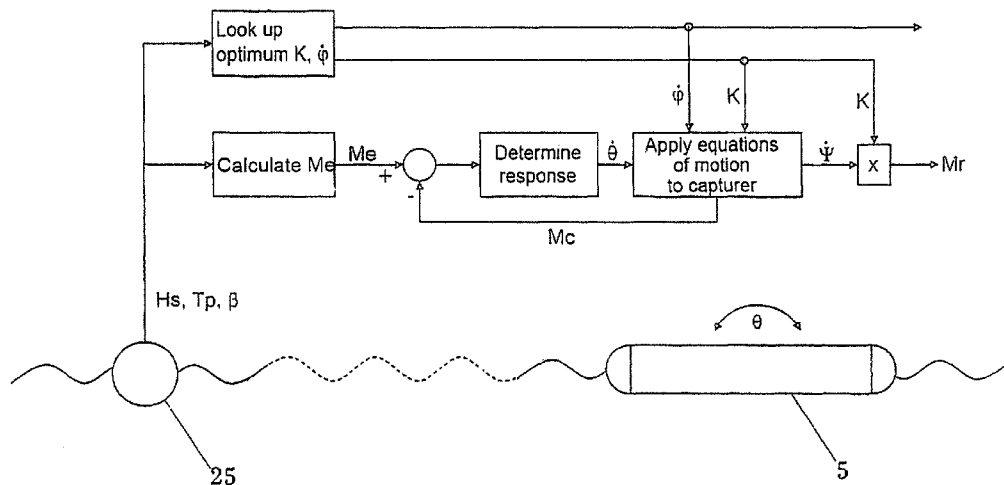 Look up
optimum K, φ̇
φ̇
K
K
Calculate Me
Me
+
-
Determine
response
θ̇
Apply equations
of motion
to capturer
Ψ̇
x
Mr
Mc
Hs, Tp, β
θ
25
5